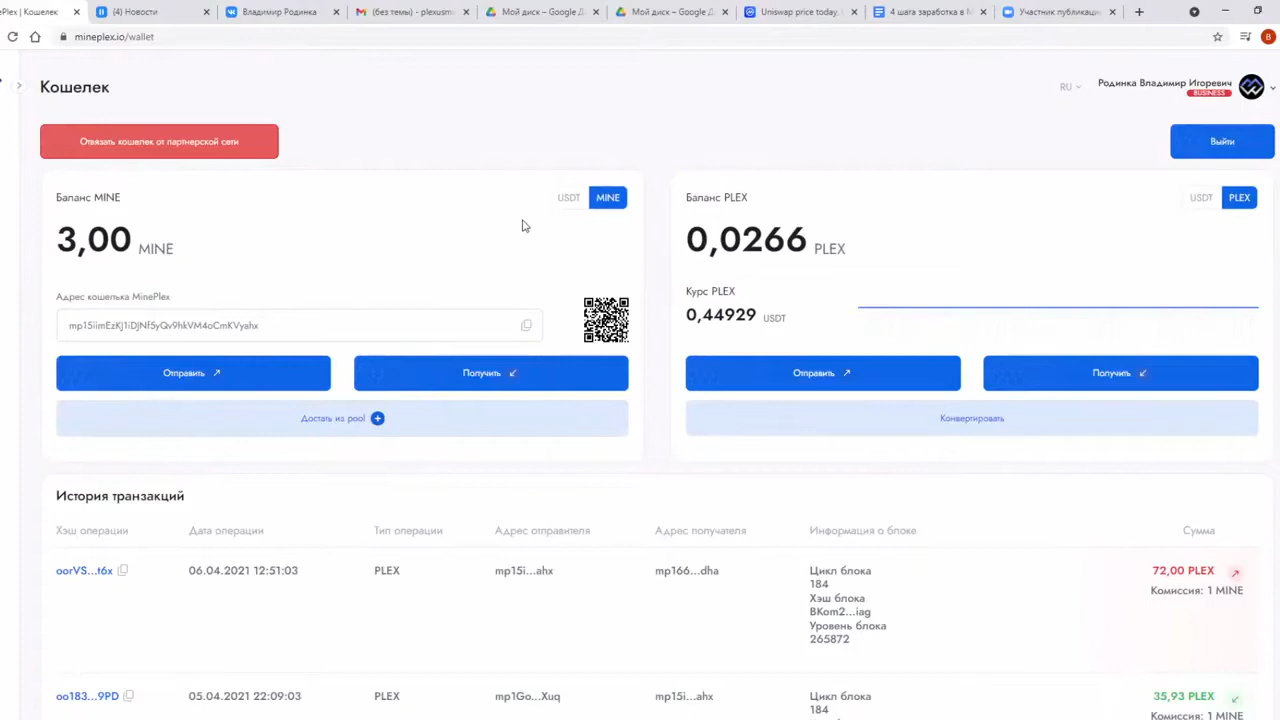 Plex | Кошелек
(1) Новости
Владимир Родинка
(без темы) - plexusm
Мой диск – Google Д
Мой диск – Google Д
Uniswap price today,
4 шага заработка в M
Участник публикаци
mineplex.io/wallet
Кошелек
RU
Родинка Владимир Игоревич
BUSINESS
Отвязать кошелек от партнерской сети
Выйти
Баланс MINE
USDT MINE
3,00 MINE
Адрес кошелька MinePlex
mp15iimEzKj1iDJNf5yQv9hkVM4oCmKVyahx
Отправить
Получить
Достать из pool
Баланс PLEX
USDT PLEX
0,0266 PLEX
Курс PLEX
0,44929 USDT
Отправить
Получить
Конвертировать
История транзакций
Хэш операции Дата операции Тип операции Адрес отправителя Адрес получателя Информация о блоке Сумма
oorVS...t6x 06.04.2021 12:51:03 PLEX mp15i...ahx mp166...dha
Цикл блока
184
Хэш блока
BKom2...iag
Уровень блока
265872
72,00 PLEX
Комиссия: 1 MINE
oo183...9PD 05.04.2021 22:09:03 PLEX mp1Go...Xuq mp15i...ahx
Цикл блока
184
35,93 PLEX
Комиссия: 1 MINE